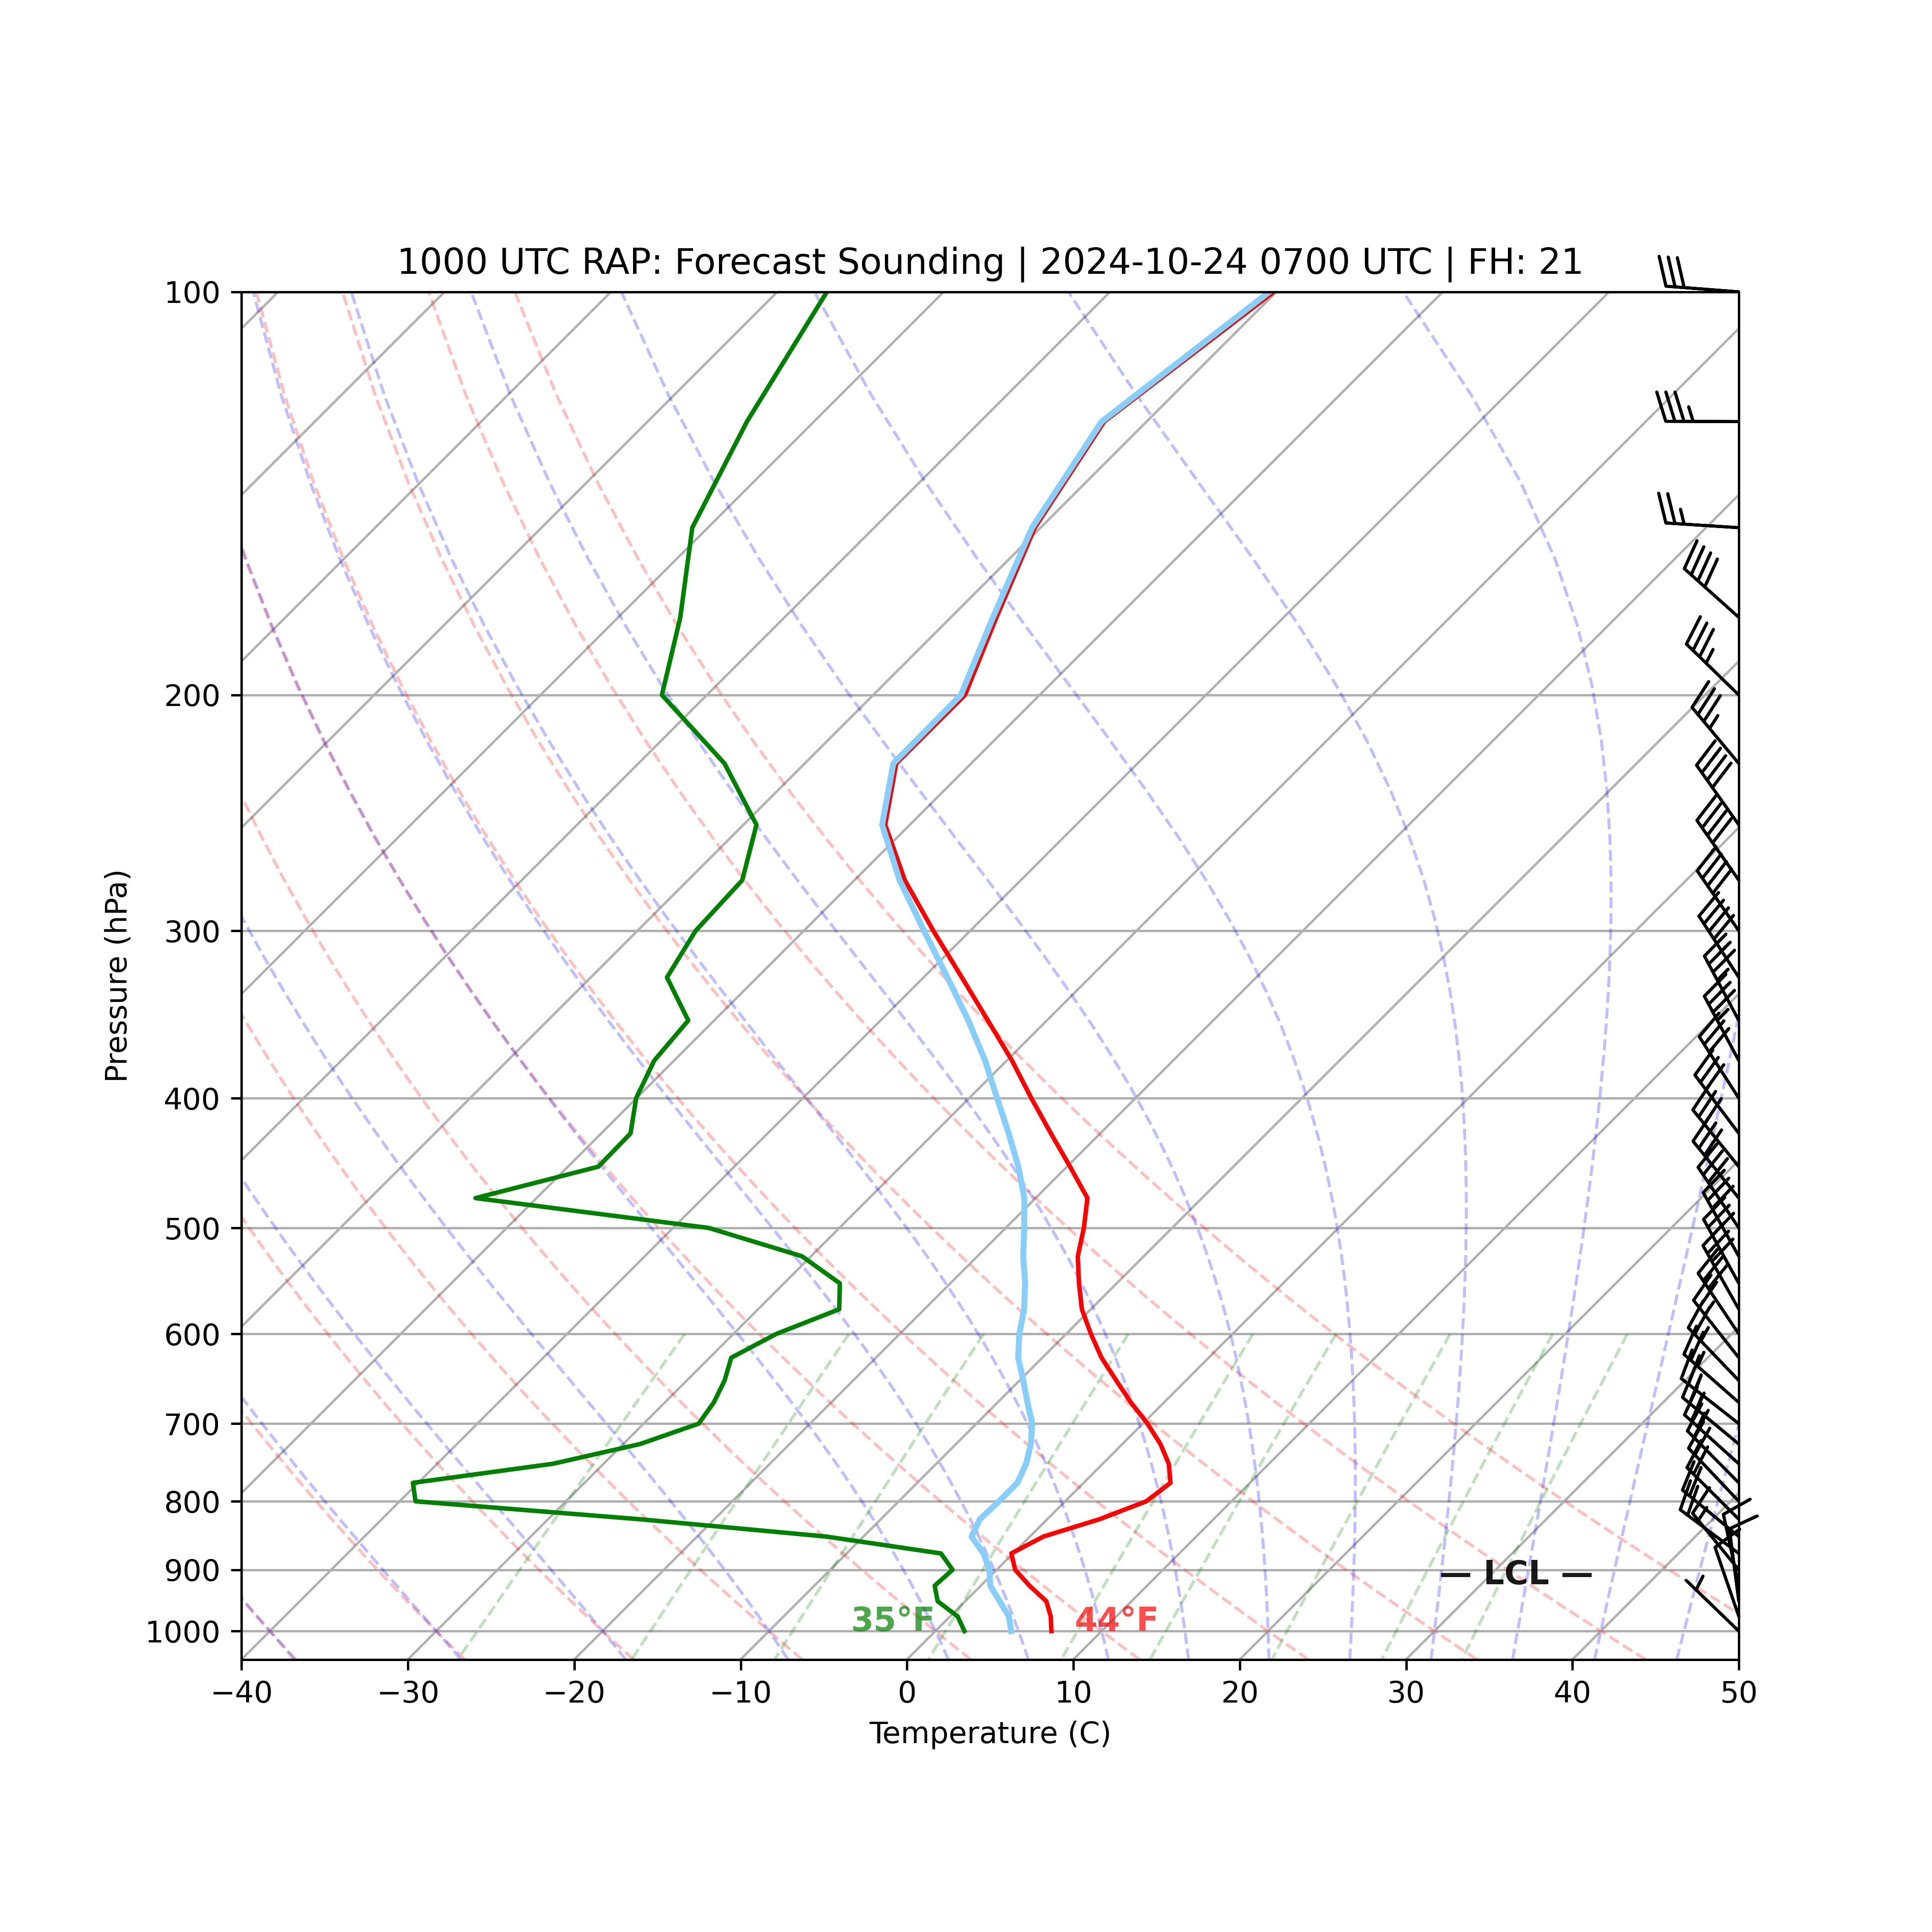 1000 UTC RAP: Forecast Sounding | 2024-10-24 0700 UTC | FH: 21
100
200
300
400
500
600
700
800
900
1000
Pressure (hPa)
— LCL —
35°F
44°F
−40 −30 −20 −10 0 10 20 30 40 50
Temperature (C)